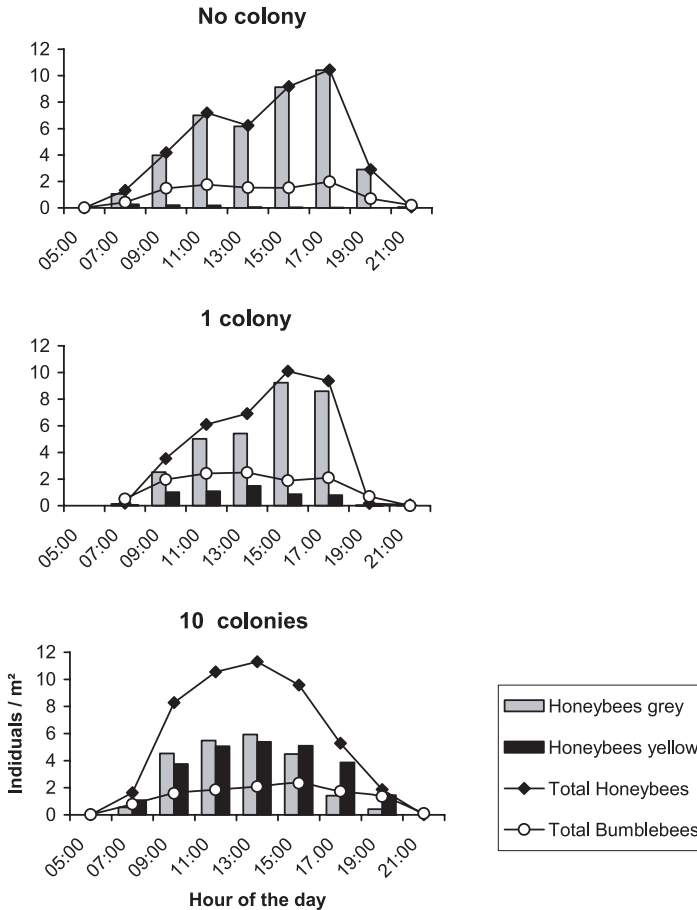 No colony
12
10
8
6
4
2
0
05:00 07:00 09:00 11:00 13:00 15:00 17:00 19:00 21:00
1 colony
12
10
8
6
4
2
0
05:00 07:00 09:00 11:00 13:00 15:00 17:00 19:00 21:00
10 colonies
Indiduals / m²
12
10
8
6
4
2
0
05:00 07:00 09:00 11:00 13:00 15:00 17:00 19:00 21:00
Hour of the day
Honeybees grey
Honeybees yellow
Total Honeybees
Total Bumblebees